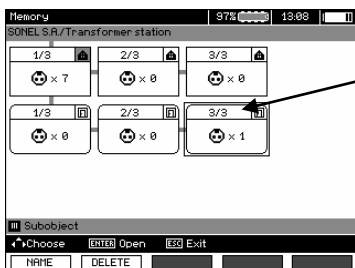 Memory 97% 13:08
SONEL S.A./Transformer station
1/3 2/3 3/3
× 7 × 0 × 0
1/3 2/3 3/3
× 0 × 0 × 1
Subobject
Choose ENTER Open ESC Exit
NAME DELETE